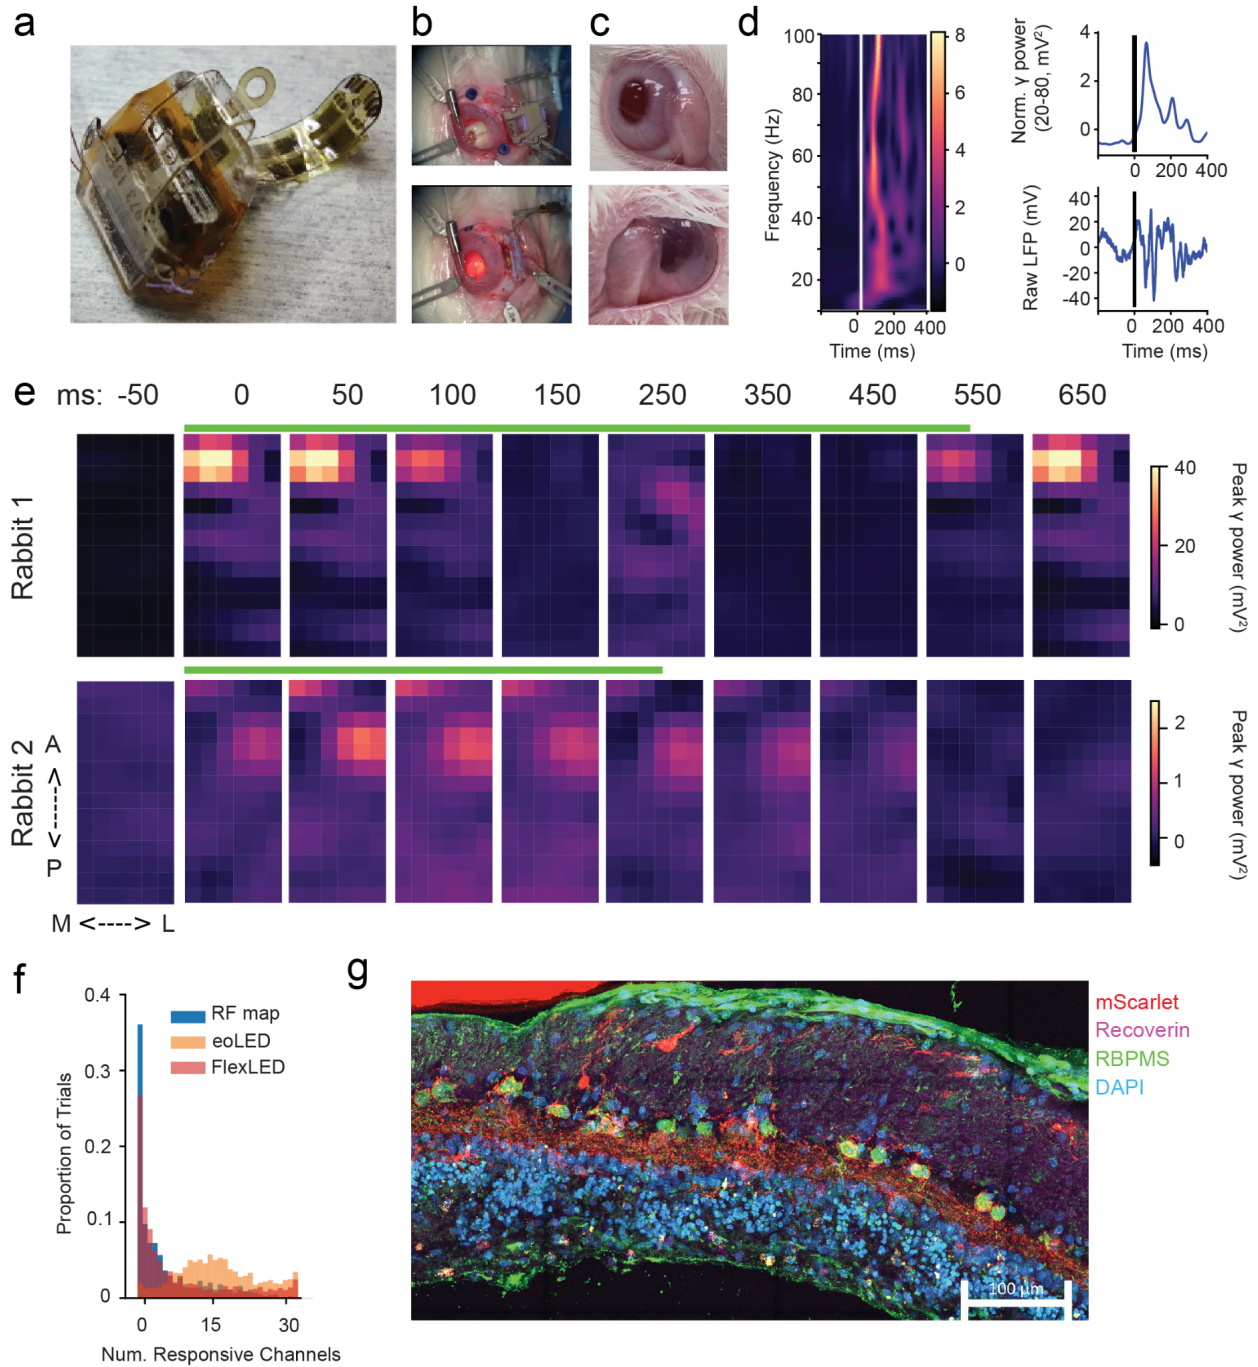 a
b
c
d
100
80
60
40
20
Frequency (Hz)
0
200
400
Time (ms)
8
6
4
2
0
Norm. γ power
(20-80, mV²)
4
2
0
0
200
400
Raw LFP (mV)
40
20
0
-20
-40
0
200
400
Time (ms)
e
ms: -50 0 50 100 150 250 350 450 550 650
Rabbit 1
40
20
0
Peak γ power (mV²)
Rabbit 2
A
<---->
P
M <----> L
2
1
0
Peak γ power (mV²)
f
0.4
0.3
0.2
0.1
0
Proportion of Trials
RF map
eoLED
FlexLED
0
15
30
Num. Responsive Channels
g
mScarlet
Recoverin
RBPMS
DAPI
100 µm